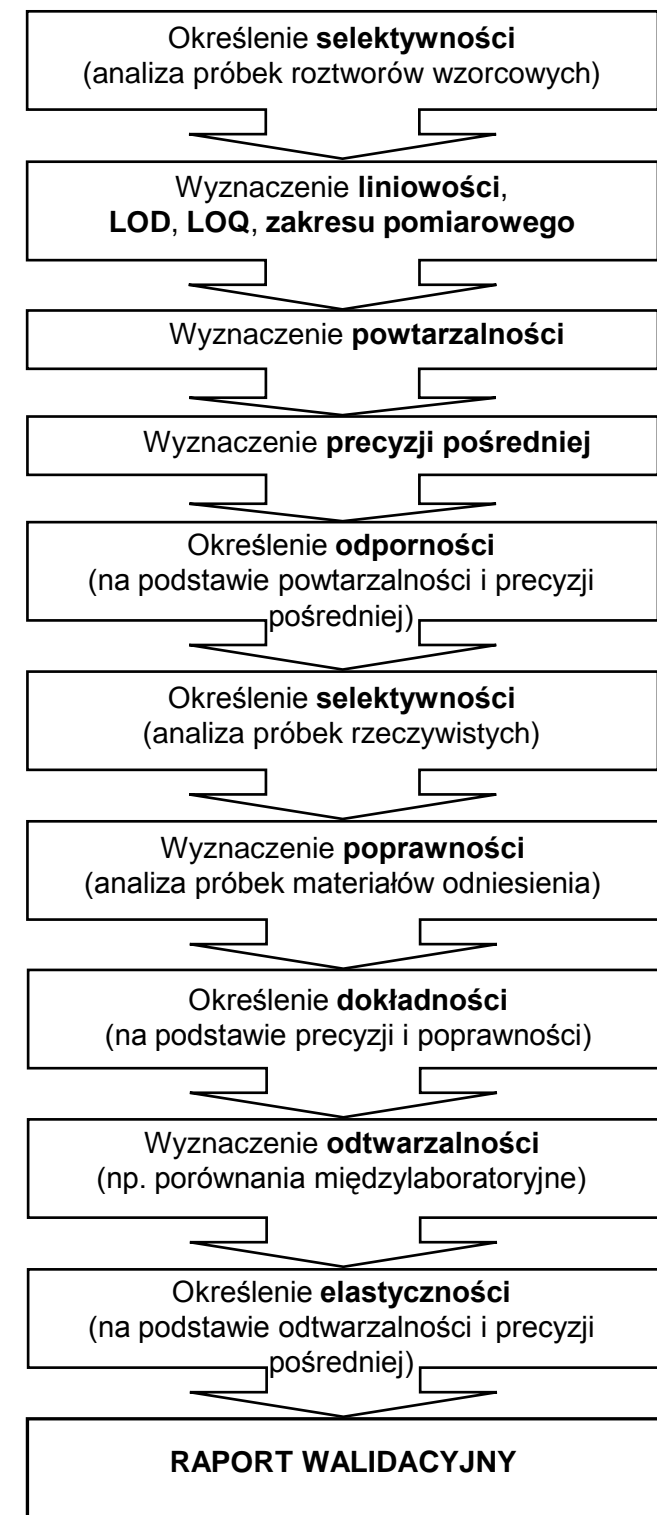 Określenie selektywności
(analiza próbek roztworów wzorcowych)
Wyznaczenie liniowości,
LOD, LOQ, zakresu pomiarowego
Wyznaczenie powtarzalności
Wyznaczenie precyzji pośredniej
Określenie odporności
(na podstawie powtarzalności i precyzji
pośredniej)
Określenie selektywności
(analiza próbek rzeczywistych)
Wyznaczenie poprawności
(analiza próbek materiałów odniesienia)
Określenie dokładności
(na podstawie precyzji i poprawności)
Wyznaczenie odtwarzalności
(np. porównania międzylaboratoryjne)
Określenie elastyczności
(na podstawie odtwarzalności i precyzji
pośredniej)
RAPORT WALIDACYJNY